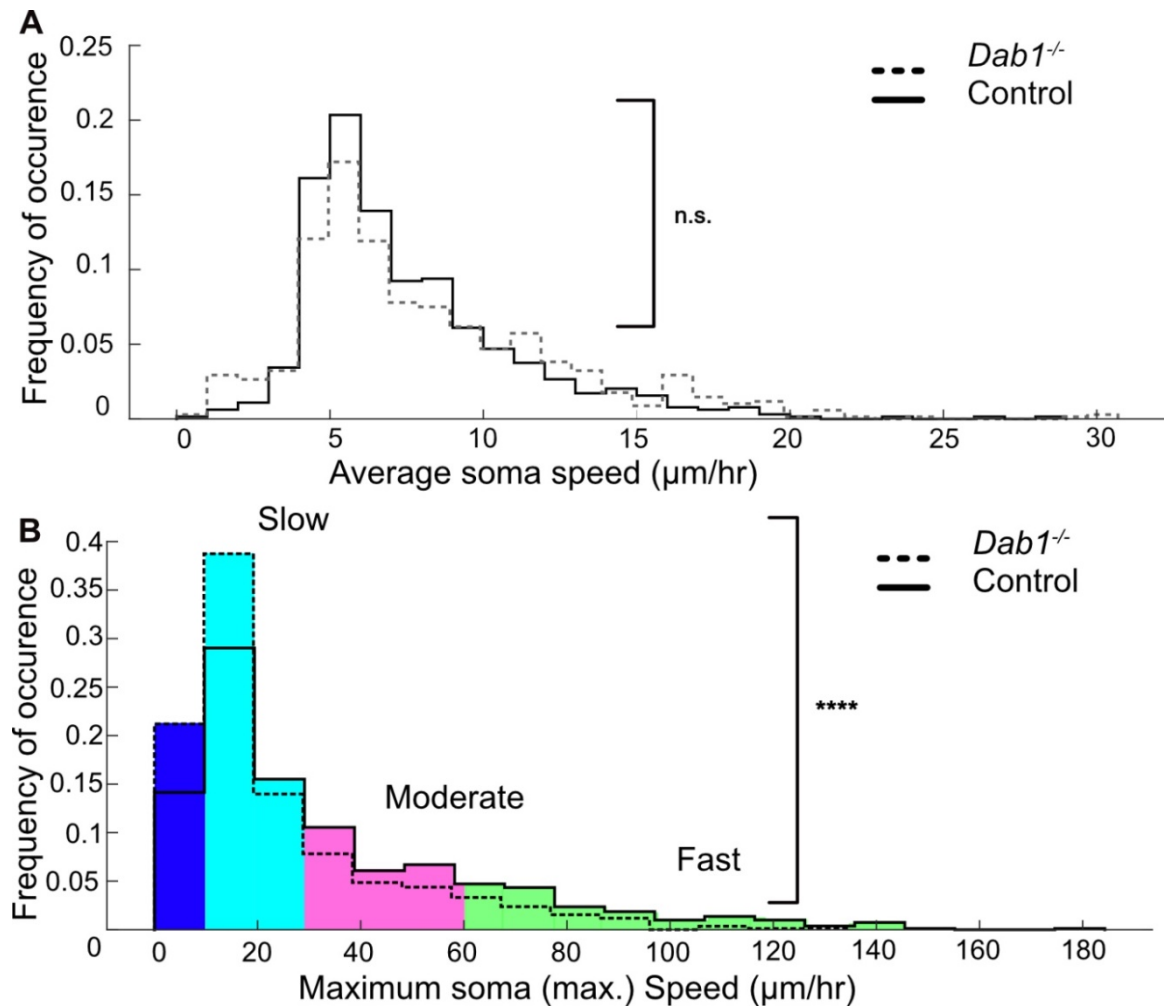 A
Frequency of occurence
0.25
0.2
0.15
0.1
0.05
0
Dab1-/-
Control
n.s.
0 5 10 15 20 25 30
Average soma speed (µm/hr)
B
Frequency of occurence
0.4
0.35
0.3
0.25
0.2
0.15
0.1
0.05
0
Slow
Moderate
Fast
Dab1-/-
Control
****
0 20 40 60 80 100 120 140 160 180
Maximum soma (max.) Speed (µm/hr)